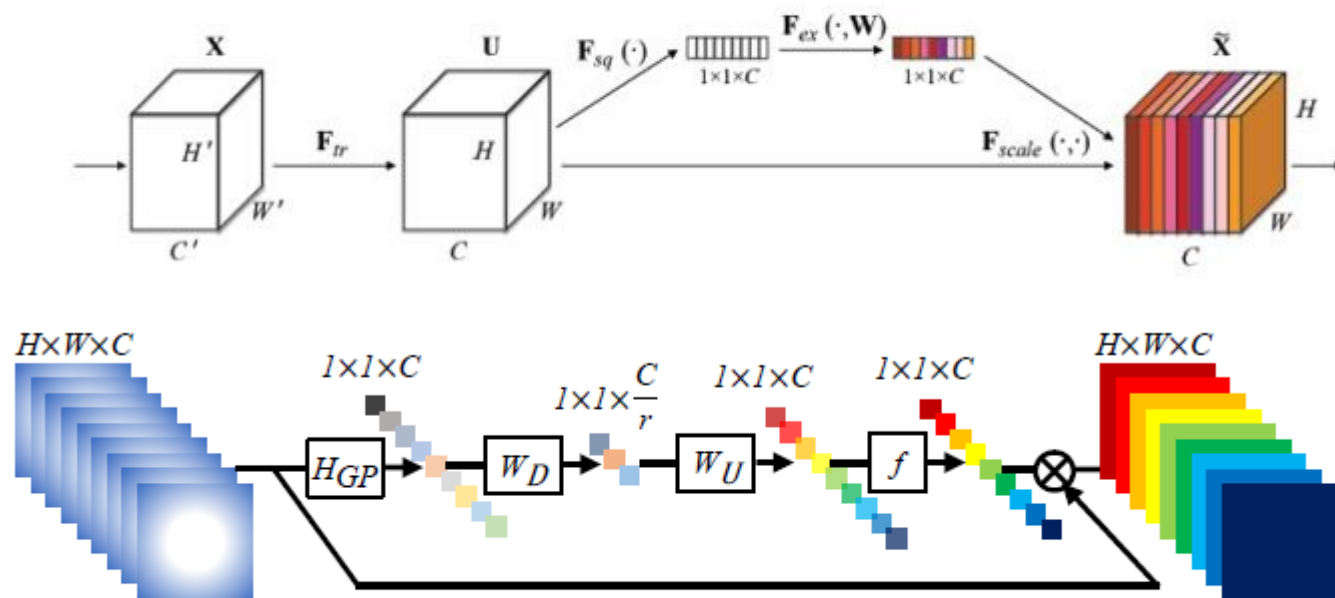 X
U
F_sq (·)
F_ex (·,W)
1×1×C
1×1×C
X̃
H'
F_tr
H
F_scale (·,·)
H
W'
W
W
C'
C
C
H×W×C
1×1×C
1×1×C/r
1×1×C
1×1×C
H×W×C
H_GP
W_D
W_U
f